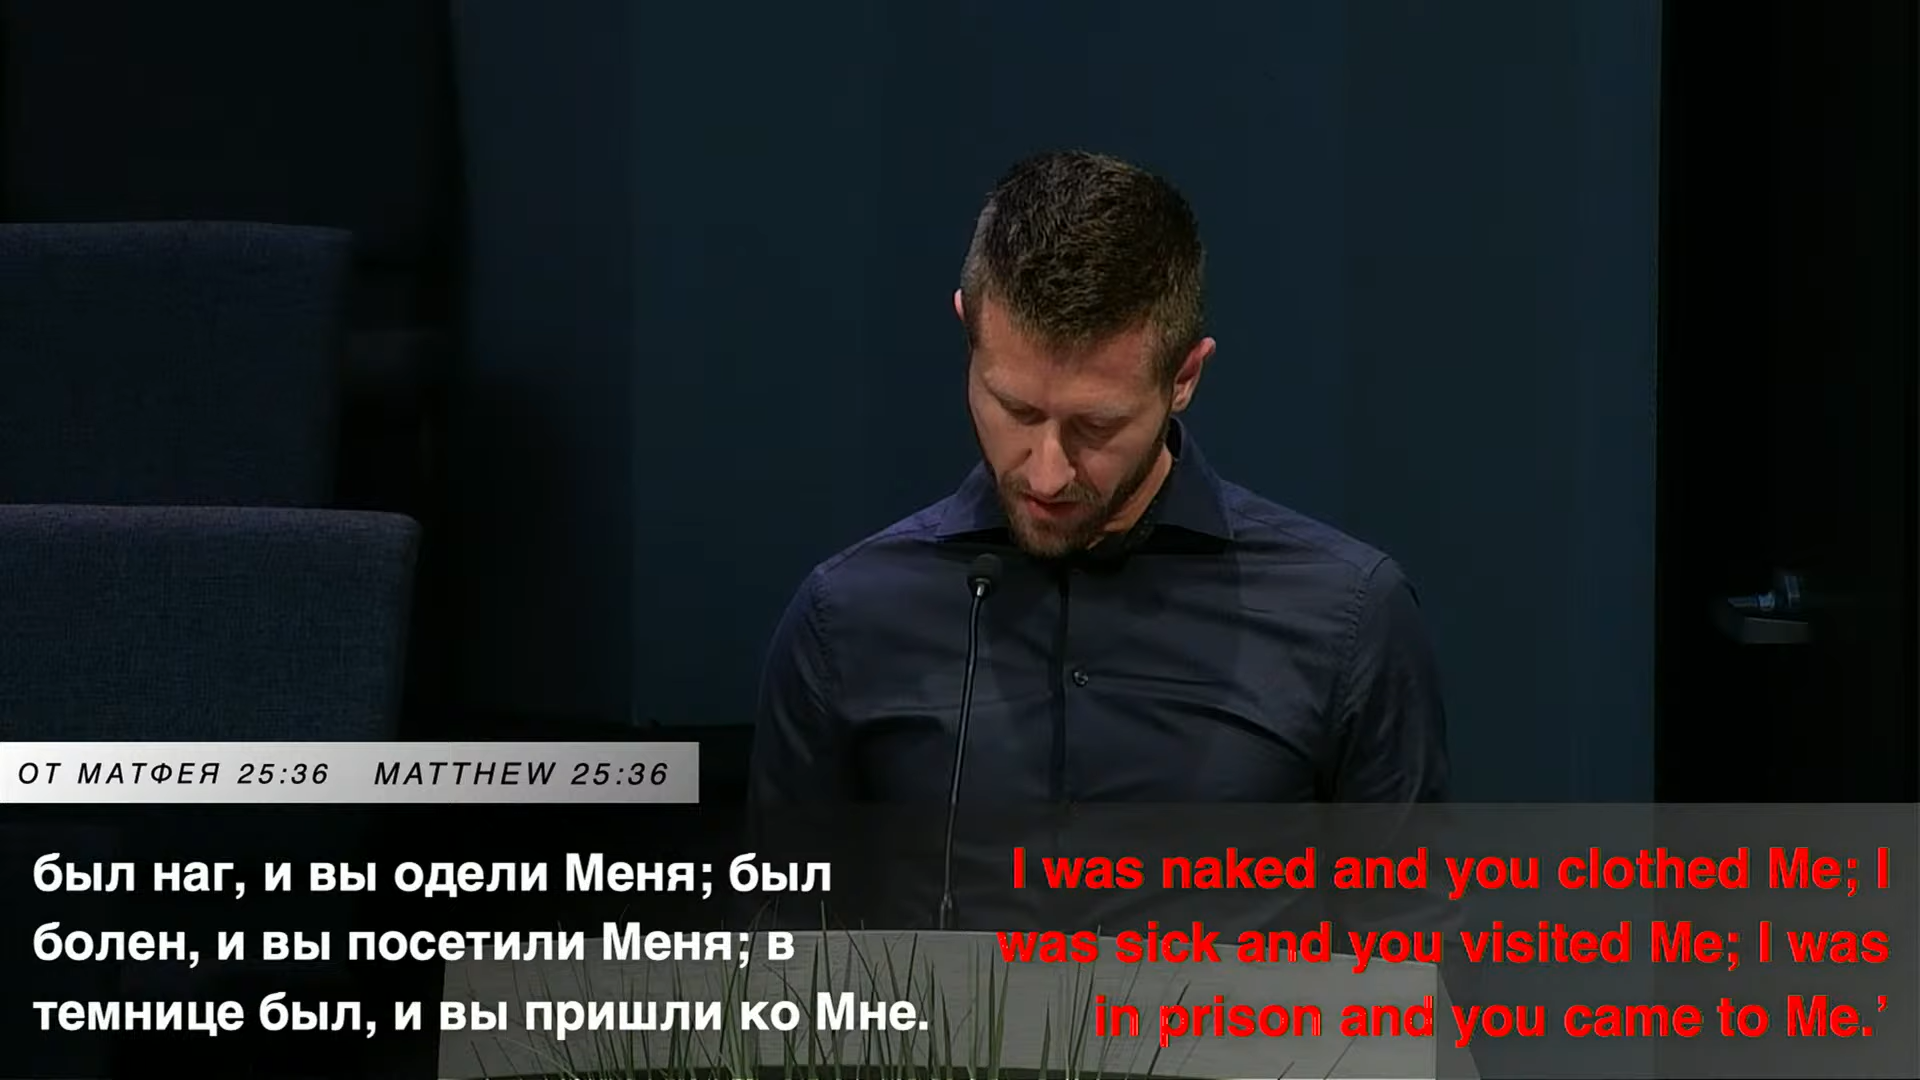 ОТ МАТФЕЯ 25:36 MATTHEW 25:36
был наг, и вы одели Меня; был
болен, и вы посетили Меня; в
темнице был, и вы пришли ко Мне.
I was naked and you clothed Me; I
was sick and you visited Me; I was
in prison and you came to Me.’